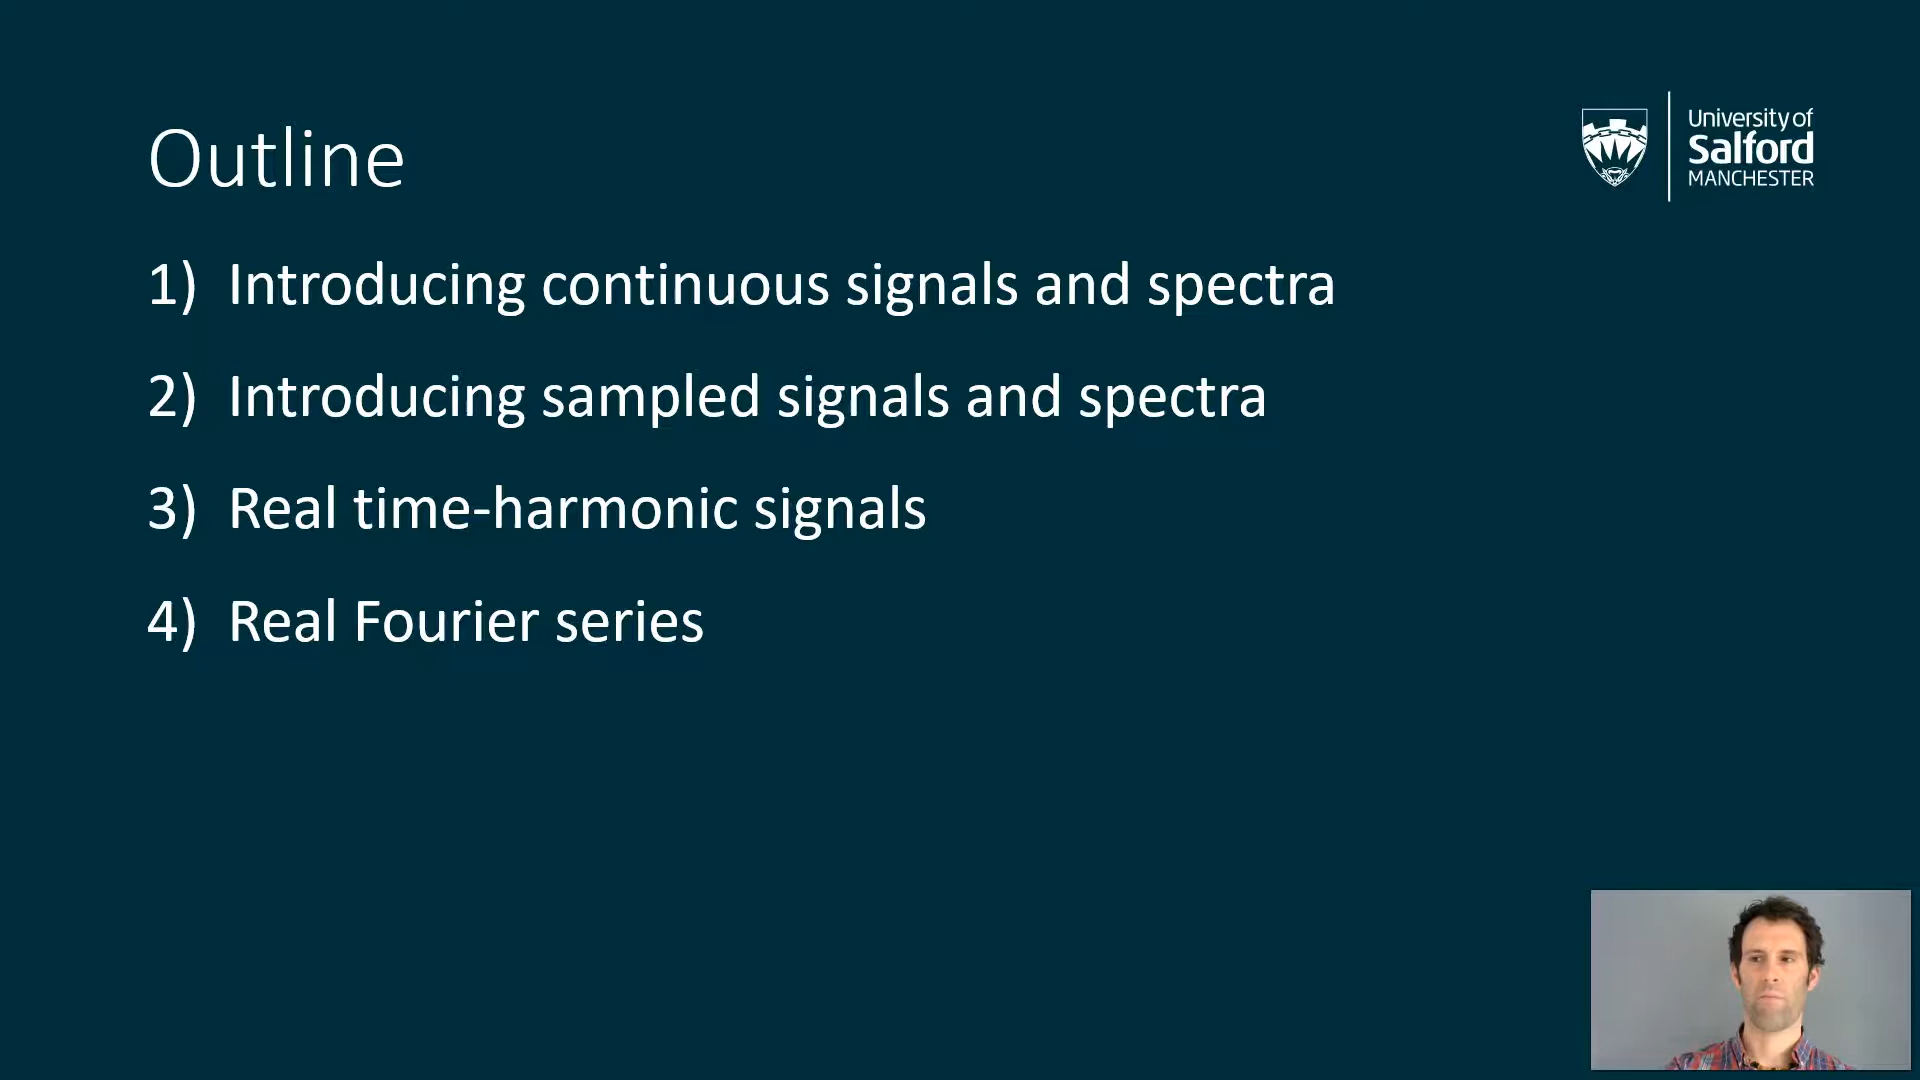 Outline
University of
Salford
MANCHESTER
1) Introducing continuous signals and spectra
2) Introducing sampled signals and spectra
3) Real time-harmonic signals
4) Real Fourier series